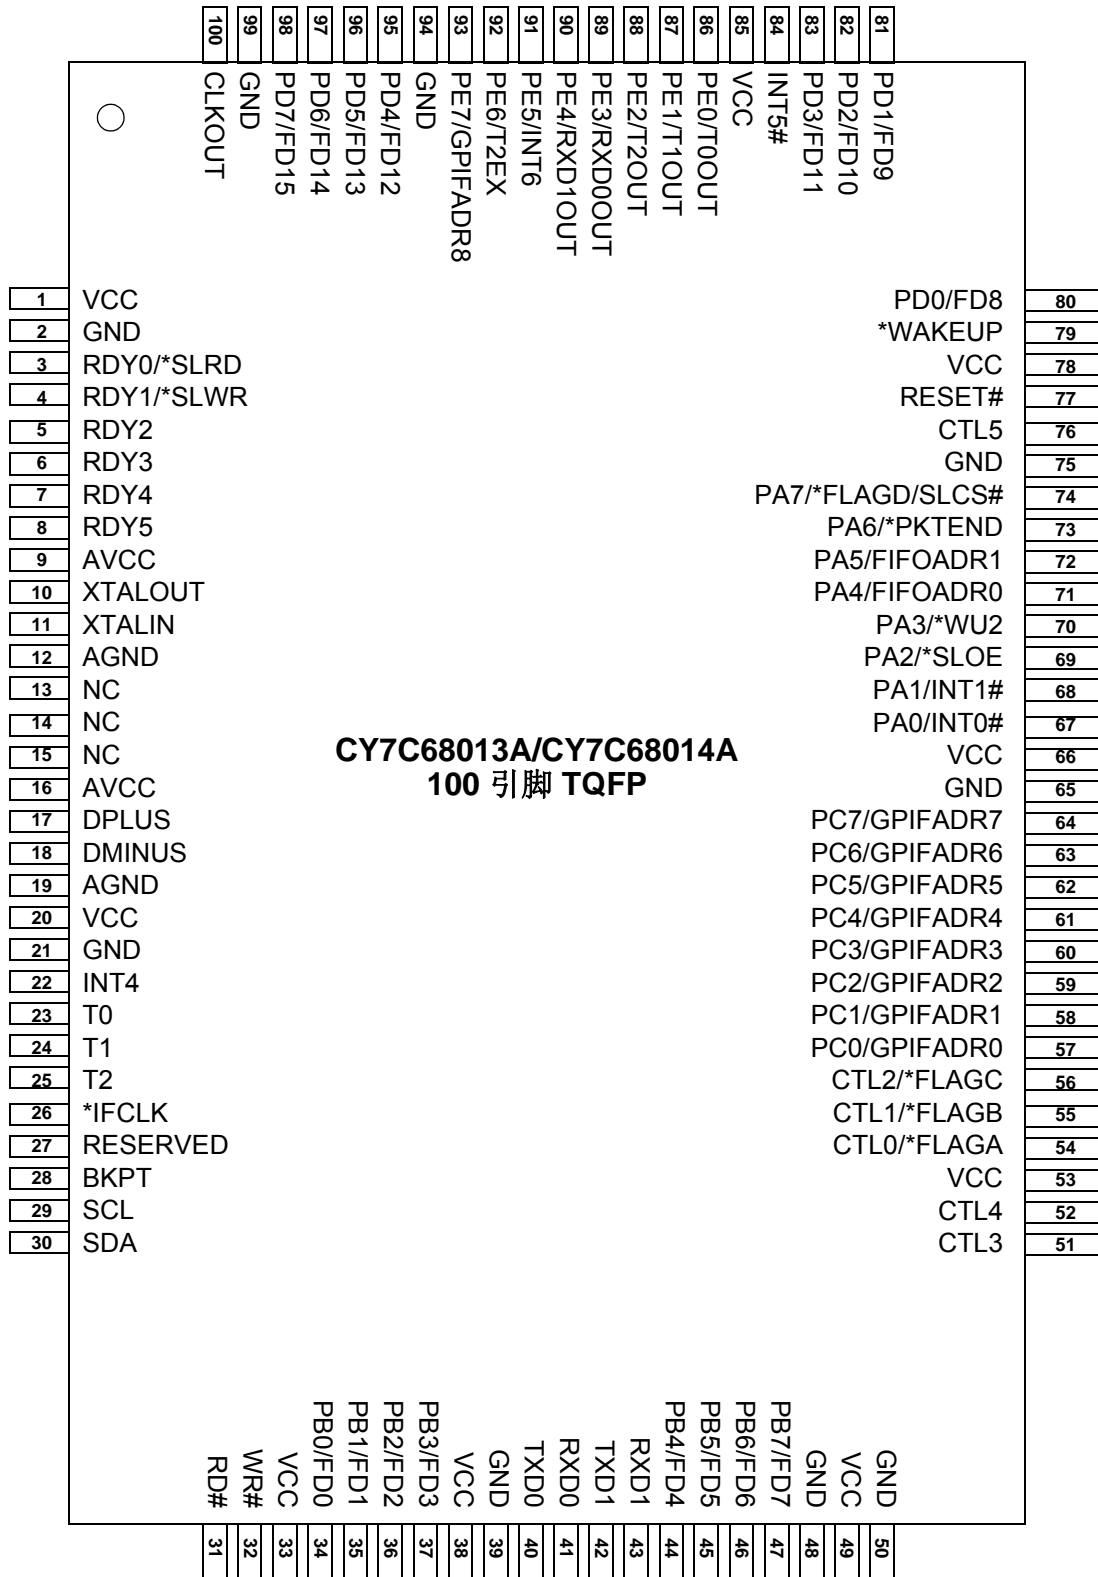 100 99 98 97 96 95 94 93 92 91 90 89 88 87 86 85 84 83 82 81
CLKOUT
GND
PD7/FD15
PD6/FD14
PD5/FD13
PD4/FD12
GND
PE7/GPIFADR8
PE6/T2EX
PE5/INT6
PE4/RXD1OUT
PE3/RXD0OUT
PE2/T2OUT
PE1/T1OUT
PE0/T0OUT
VCC
INT5#
PD3/FD11
PD2/FD10
PD1/FD9
1 VCC
2 GND
3 RDY0/*SLRD
4 RDY1/*SLWR
5 RDY2
6 RDY3
7 RDY4
8 RDY5
9 AVCC
10 XTALOUT
11 XTALIN
12 AGND
13 NC
14 NC
15 NC
16 AVCC
17 DPLUS
18 DMINUS
19 AGND
20 VCC
21 GND
22 INT4
23 T0
24 T1
25 T2
26 *IFCLK
27 RESERVED
28 BKPT
29 SCL
30 SDA
CY7C68013A/CY7C68014A
100 引脚 TQFP
PD0/FD8 80
*WAKEUP 79
VCC 78
RESET# 77
CTL5 76
GND 75
PA7/*FLAGD/SLCS# 74
PA6/*PKTEND 73
PA5/FIFOADR1 72
PA4/FIFOADR0 71
PA3/*WU2 70
PA2/*SLOE 69
PA1/INT1# 68
PA0/INT0# 67
VCC 66
GND 65
PC7/GPIFADR7 64
PC6/GPIFADR6 63
PC5/GPIFADR5 62
PC4/GPIFADR4 61
PC3/GPIFADR3 60
PC2/GPIFADR2 59
PC1/GPIFADR1 58
PC0/GPIFADR0 57
CTL2/*FLAGC 56
CTL1/*FLAGB 55
CTL0/*FLAGA 54
VCC 53
CTL4 52
CTL3 51
RD#
WR#
VCC
PB0/FD0
PB1/FD1
PB2/FD2
PB3/FD3
VCC
GND
TXD0
RXD0
TXD1
RXD1
PB4/FD4
PB5/FD5
PB6/FD6
PB7/FD7
GND
VCC
GND
31 32 33 34 35 36 37 38 39 40 41 42 43 44 45 46 47 48 49 50